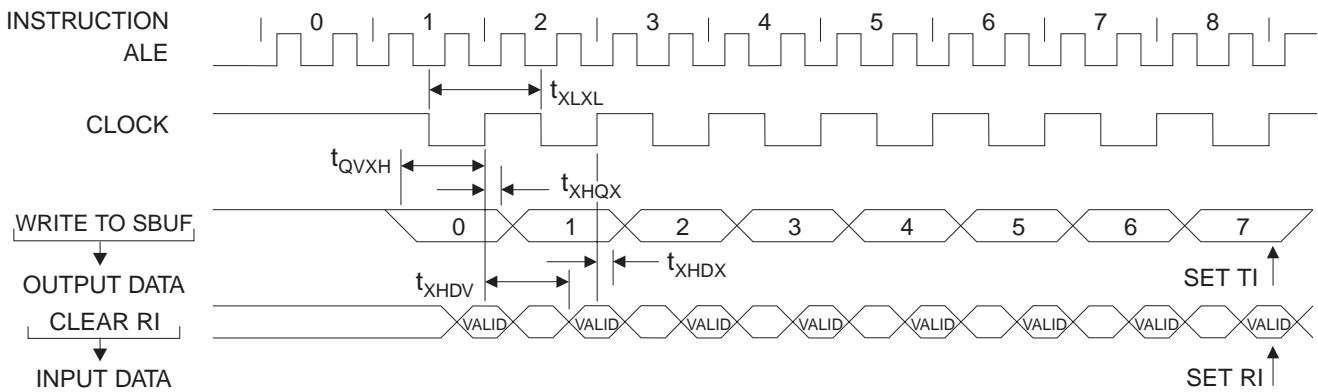 INSTRUCTION 0 1 2 3 4 5 6 7 8
ALE
tXLXL
CLOCK
tQVXH
tXHQX
WRITE TO SBUF 0 1 2 3 4 5 6 7
tXHDX
tXHDV
SET TI
OUTPUT DATA
CLEAR RI VALID VALID VALID VALID VALID VALID VALID VALID
INPUT DATA SET RI